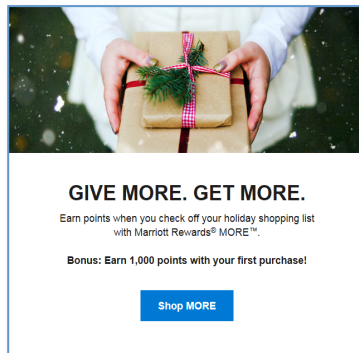 GIVE MORE. GET MORE.
Earn points when you check off your holiday shopping list
with Marriott Rewards® MORE™.
Bonus: Earn 1,000 points with your first purchase!
Shop MORE